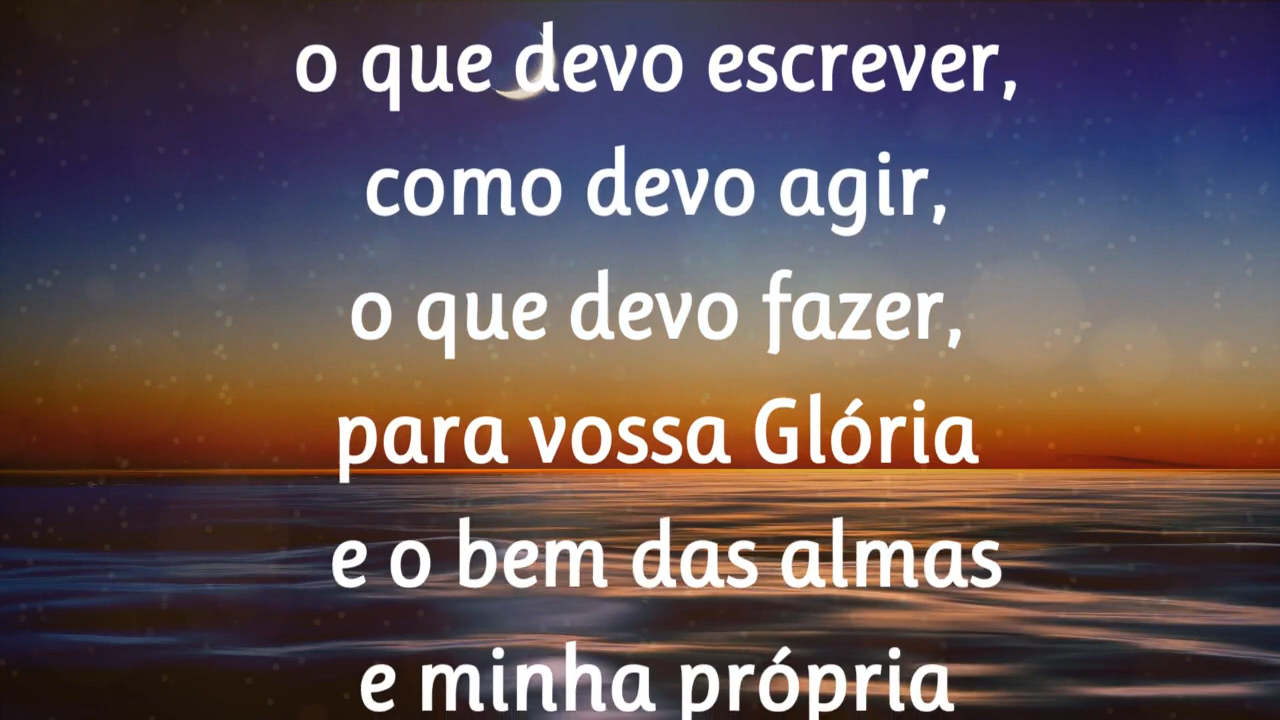 o que devo escrever,
como devo agir,
o que devo fazer,
para vossa Glória
e o bem das almas
e minha própria